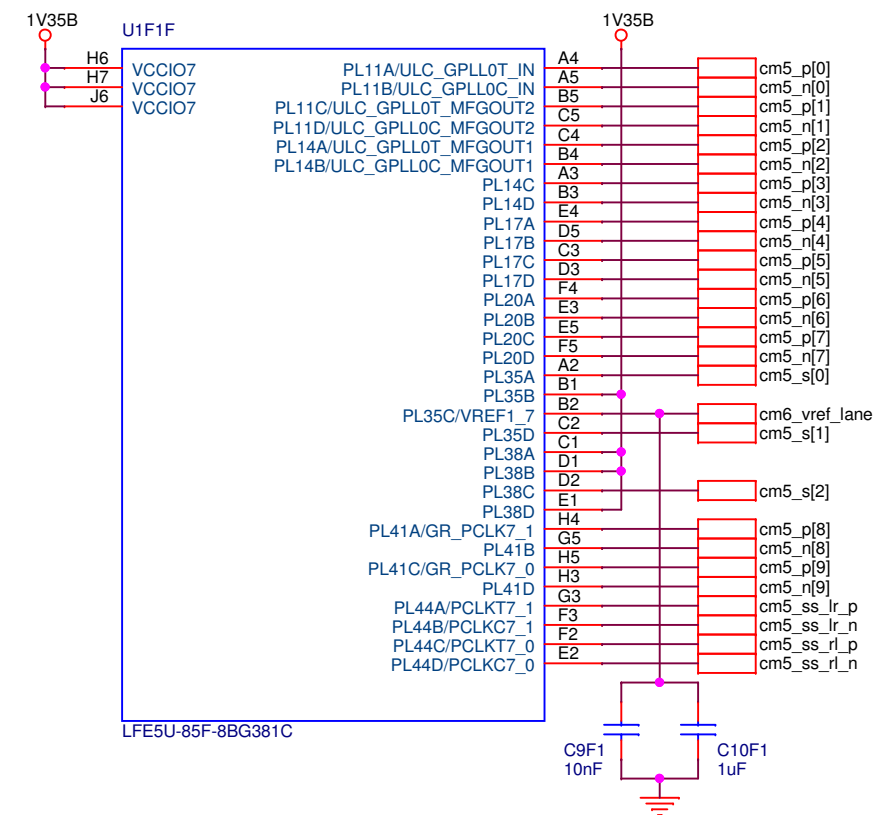 1V35B
1V35B
U1F1F
H6 VCCIO7 PL11A/ULC_GPLL0T_IN A4 cm5_p[0]
H7 VCCIO7 PL11B/ULC_GPLL0C_IN A5 cm5_n[0]
J6 VCCIO7 PL11C/ULC_GPLL0T_MFGOUT2 B5 cm5_p[1]
PL11D/ULC_GPLL0C_MFGOUT2 C5 cm5_n[1]
PL14A/ULC_GPLL0T_MFGOUT1 C4 cm5_p[2]
PL14B/ULC_GPLL0C_MFGOUT1 B4 cm5_n[2]
PL14C A3 cm5_p[3]
PL14D B3 cm5_n[3]
PL17A E4 cm5_p[4]
PL17B D5 cm5_n[4]
PL17C C3 cm5_p[5]
PL17D D3 cm5_n[5]
PL20A F4 cm5_p[6]
PL20B E3 cm5_n[6]
PL20C E5 cm5_p[7]
PL20D F5 cm5_n[7]
PL35A A2 cm5_s[0]
PL35B B1
PL35C/VREF1_7 B2 cm6_vref_lane
PL35D C2 cm5_s[1]
PL38A C1
PL38B D1
PL38C D2 cm5_s[2]
PL38D E1
PL41A/GR_PCLK7_1 H4 cm5_p[8]
PL41B G5 cm5_n[8]
PL41C/GR_PCLK7_0 H5 cm5_p[9]
PL41D H3 cm5_n[9]
PL44A/PCLKT7_1 G3 cm5_ss_lr_p
PL44B/PCLKC7_1 F3 cm5_ss_lr_n
PL44C/PCLKT7_0 F2 cm5_ss_rl_p
PL44D/PCLKC7_0 E2 cm5_ss_rl_n
LFE5U-85F-8BG381C
C9F1
10nF
C10F1
1uF